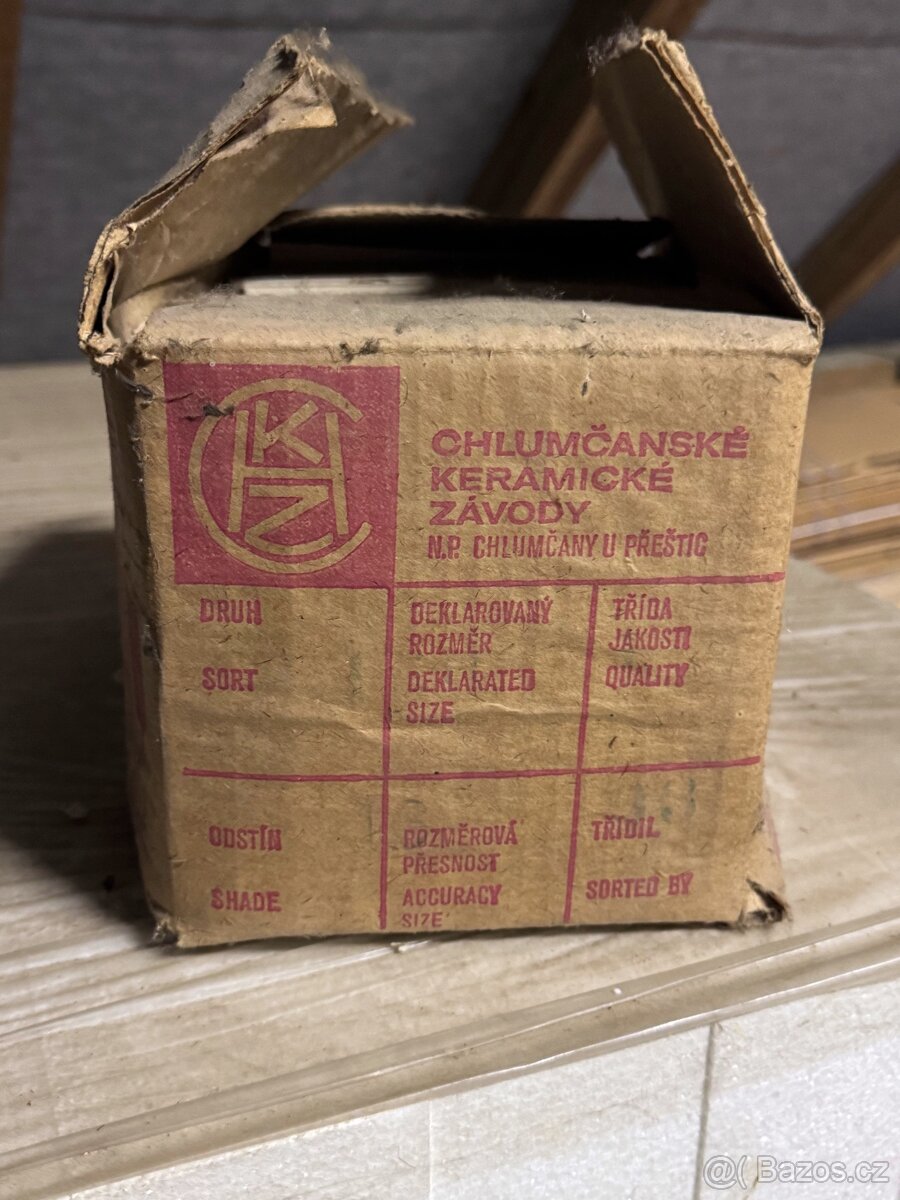 CHKZ
CHLUMČANSKÉ
KERAMICKÉ
ZÁVODY
N.P. CHLUMČANY U PŘEŠTIC
DRUH
SORT
DEKLAROVANÝ
ROZMĚR
DEKLARATED
SIZE
TŘÍDA
JAKOSTI
QUALITY
ODSTÍN
SHADE
ROZMĚROVÁ
PŘESNOST
ACCURACY
SIZE
TŘÍDIL
SORTED BY
@( Bazos.cz